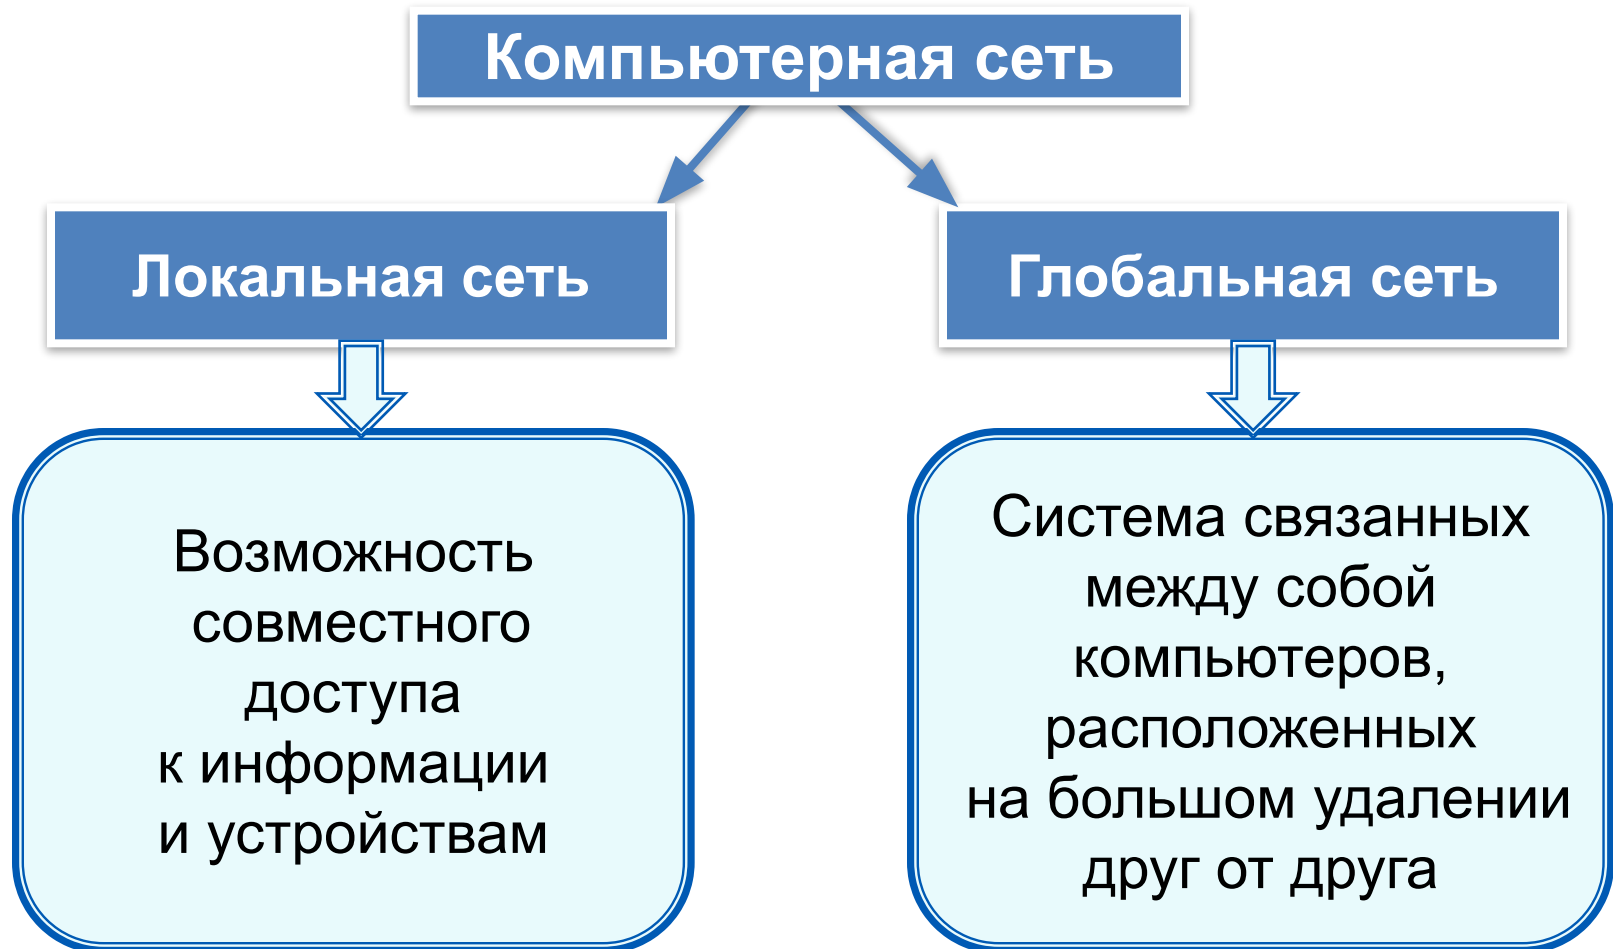 Компьютерная сеть
Локальная сеть
Глобальная сеть
Возможность
совместного
доступа
к информации
и устройствам
Система связанных
между собой
компьютеров,
расположенных
на большом удалении
друг от друга